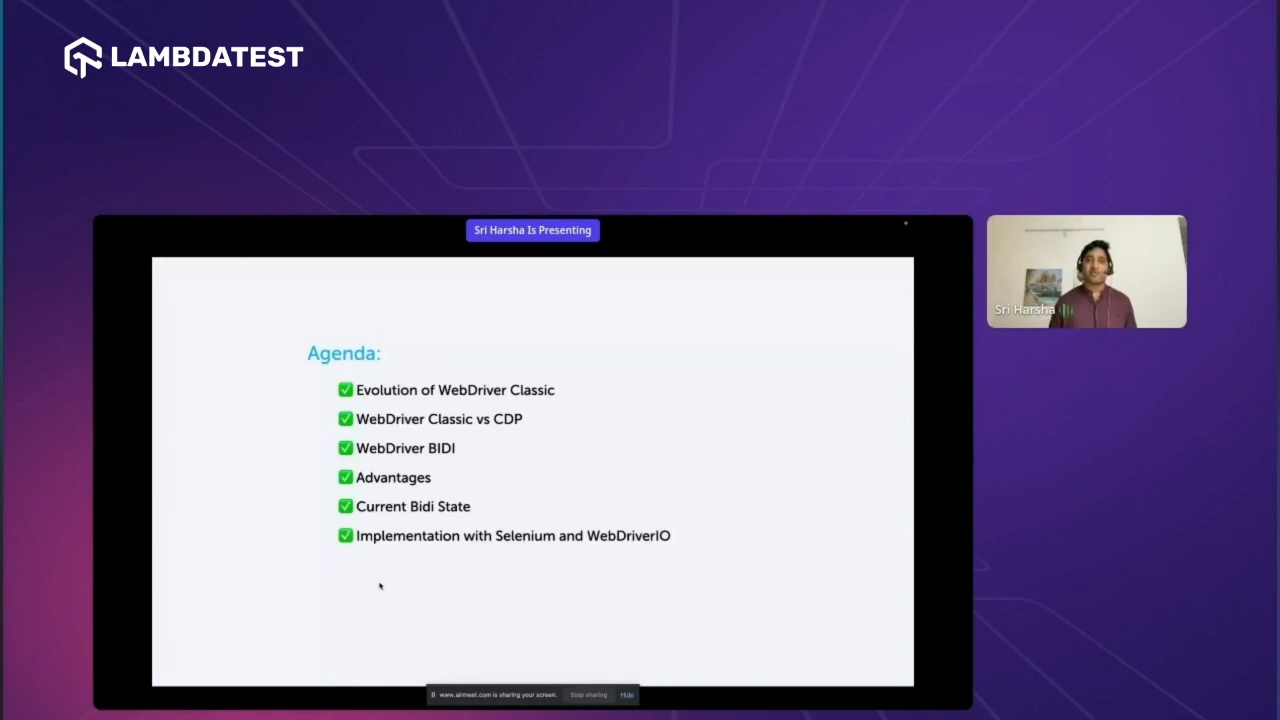 LAMBDATEST
Sri Harsha Is Presenting
Agenda:
✅ Evolution of WebDriver Classic
✅ WebDriver Classic vs CDP
✅ WebDriver BIDI
✅ Advantages
✅ Current Bidi State
✅ Implementation with Selenium and WebDriverIO
Sri Harsha
www.airmeet.com is sharing your screen. Stop sharing Hide